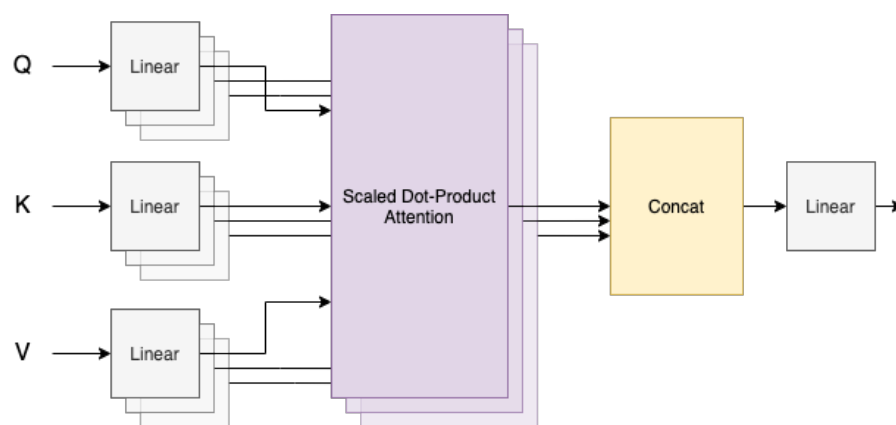 Q
Linear
K
Linear
V
Linear
Scaled Dot-Product
Attention
Concat
Linear